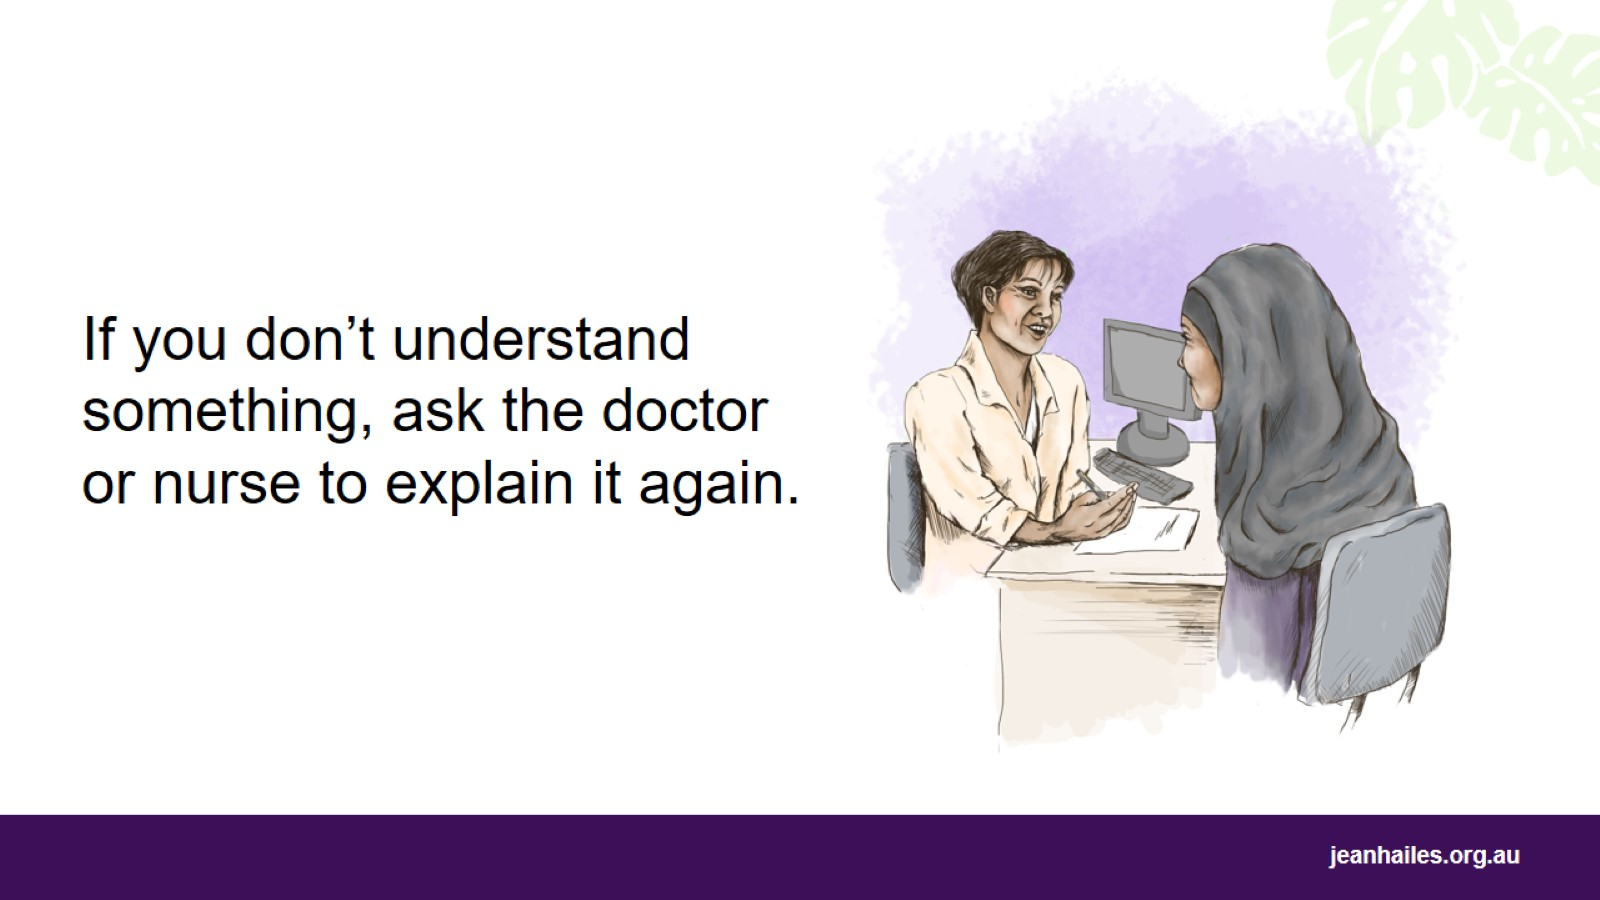 If you don’t understand
something, ask the doctor
or nurse to explain it again.
jeanhailes.org.au